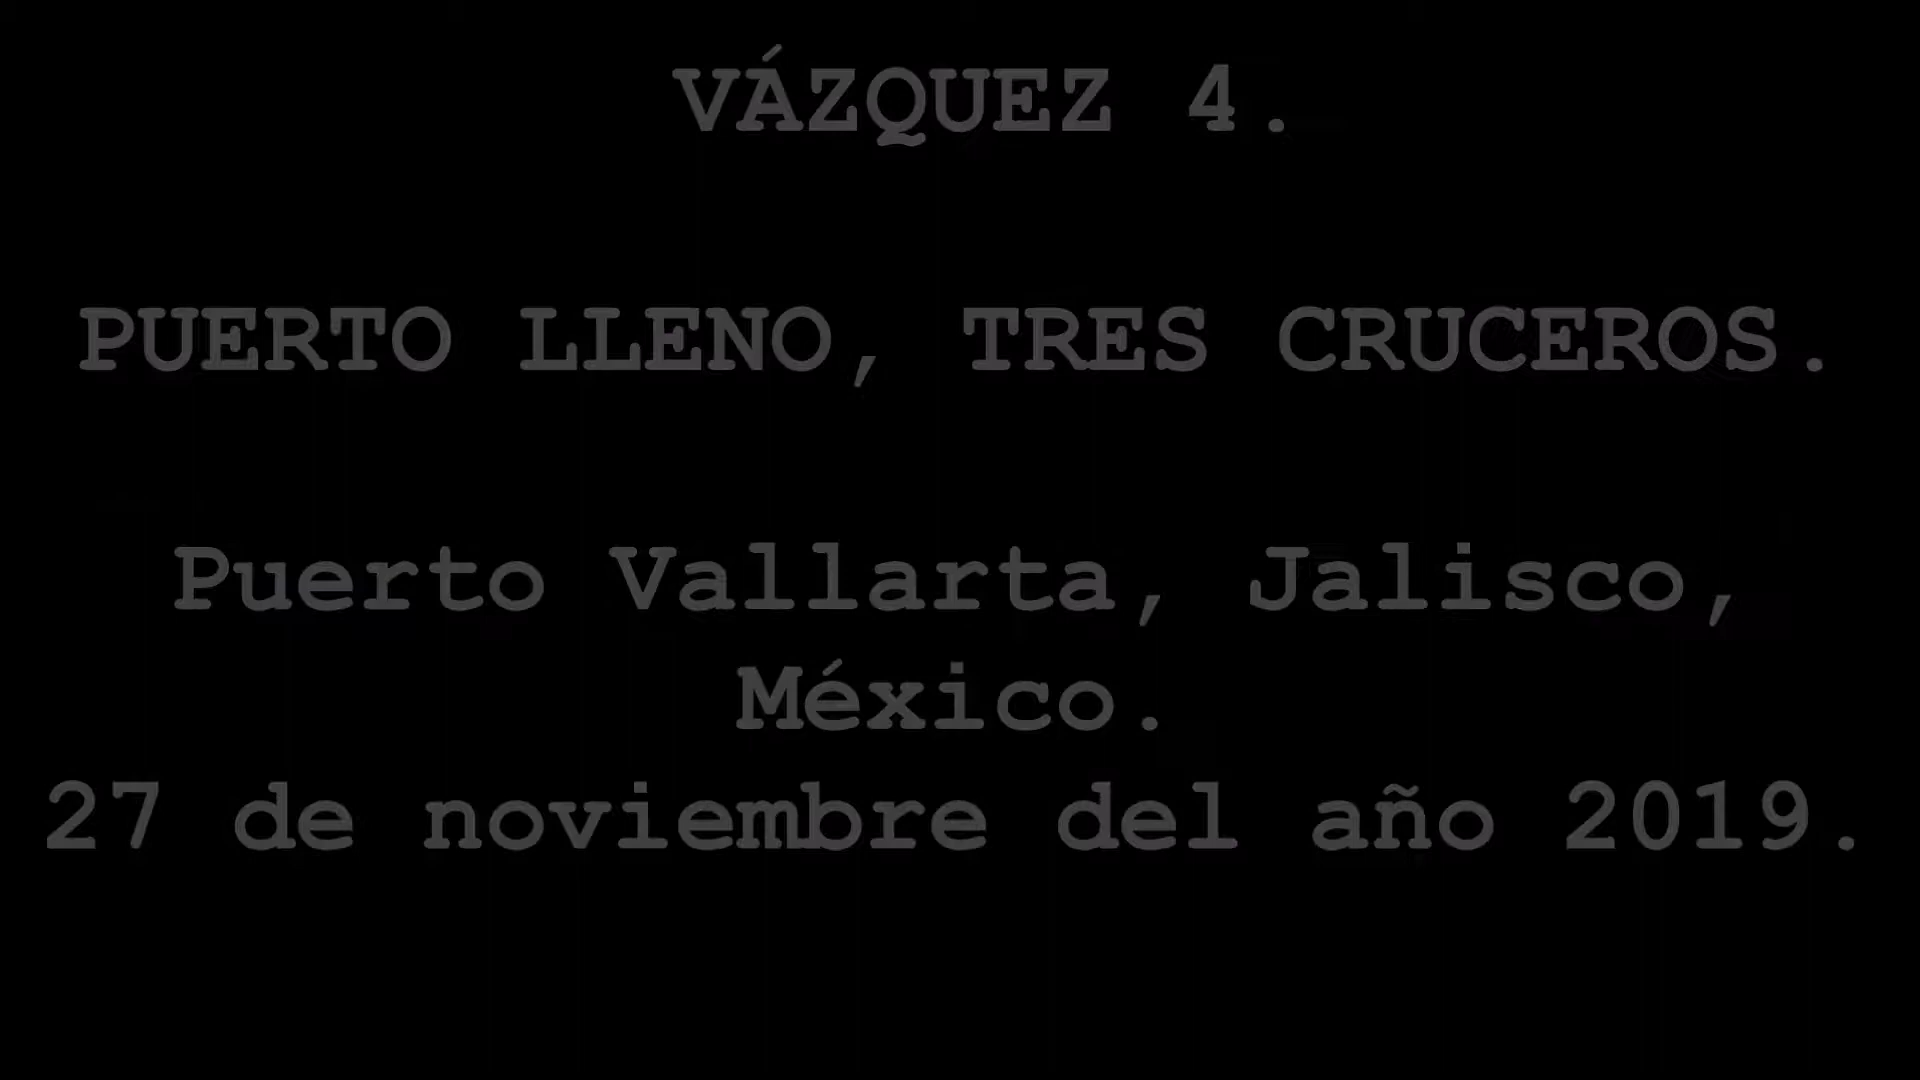 VÁZQUEZ 4.
PUERTO LLENO, TRES CRUCEROS.
Puerto Vallarta, Jalisco,
México.
27 de noviembre del año 2019.